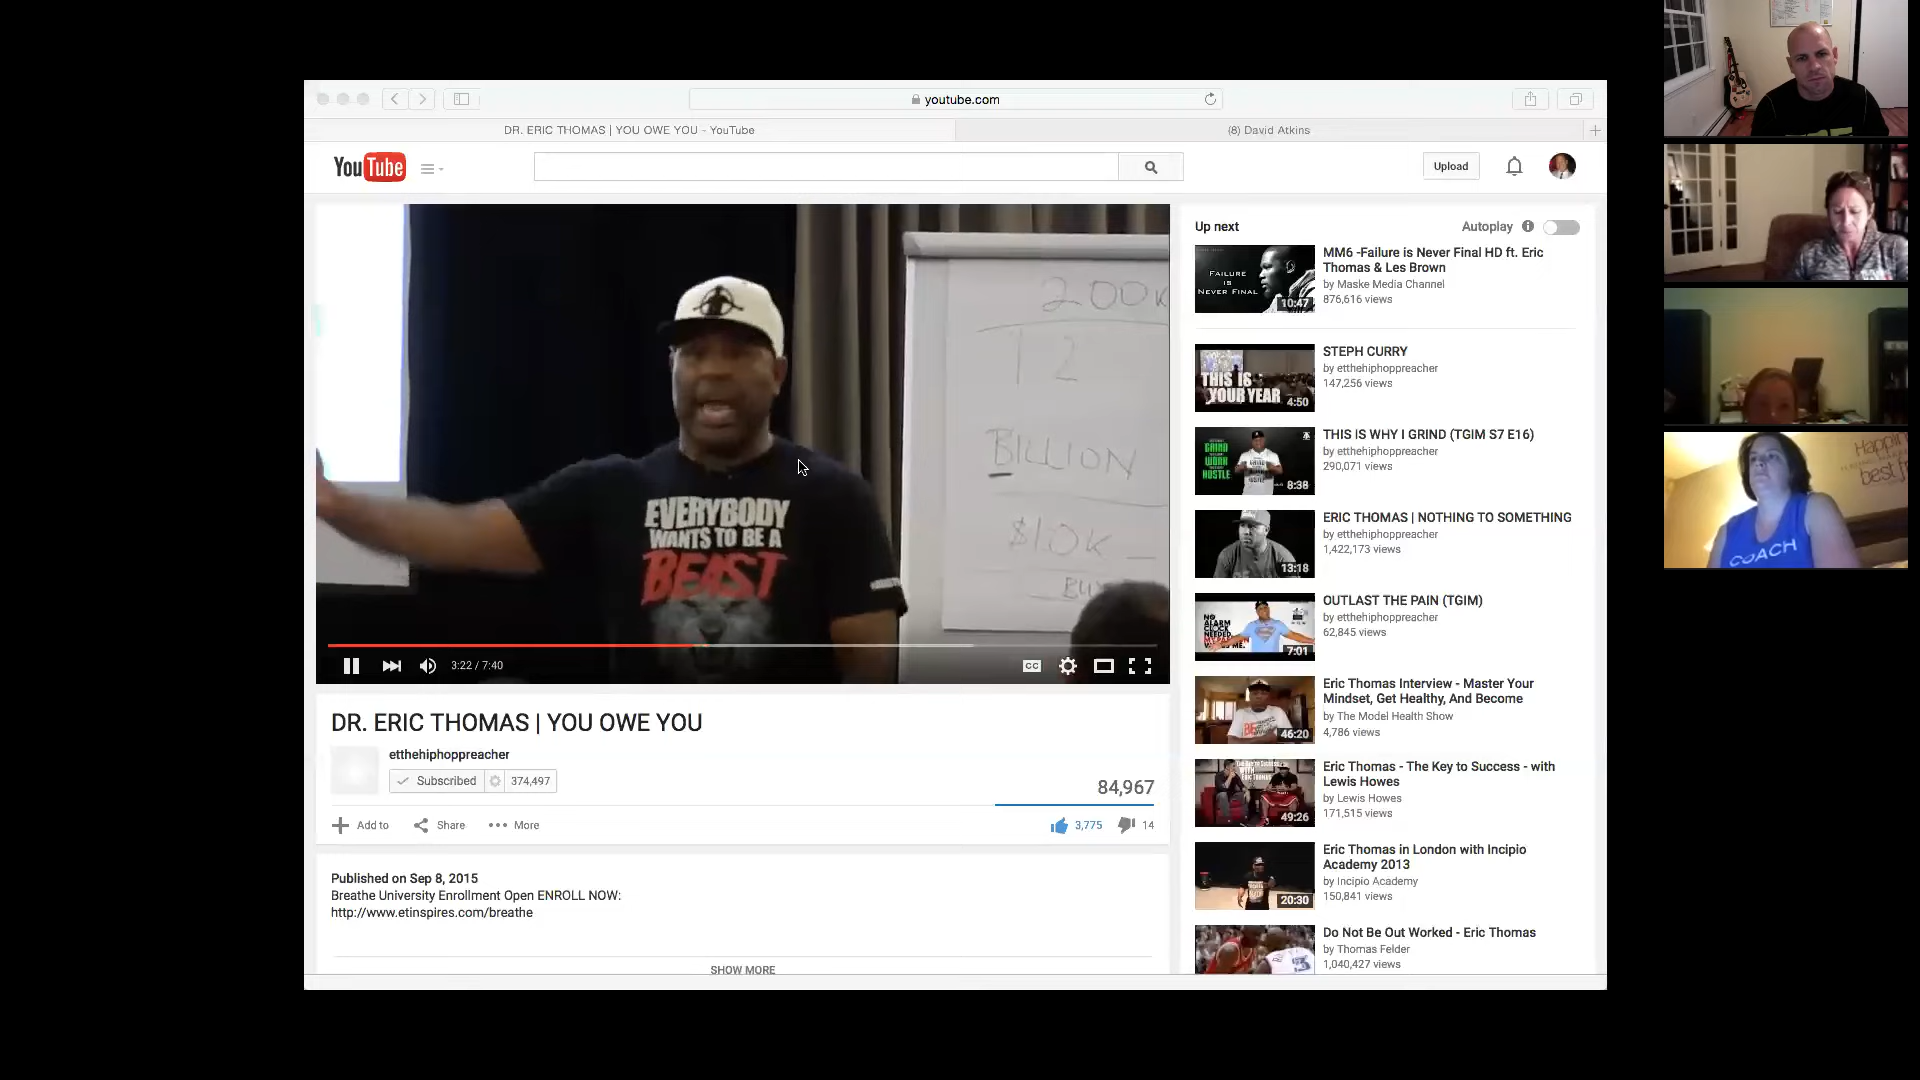 youtube.com
DR. ERIC THOMAS | YOU OWE YOU - YouTube
(8) David Atkins
YouTube
Upload
200K
12
BILLION
$10K
EVERYBODY
WANTS TO BE A
BEAST
3:22 / 7:40
CC
DR. ERIC THOMAS | YOU OWE YOU
etthehiphoppreacher
Subscribed 374,497
84,967
Add to Share More
3,775 14
Published on Sep 8, 2015
Breathe University Enrollment Open ENROLL NOW:
http://www.etinspires.com/breathe
SHOW MORE
Up next
Autoplay
FAILURE
IS
NEVER FINAL
10:47
MM6 -Failure is Never Final HD ft. Eric
Thomas & Les Brown
by Maske Media Channel
876,616 views
THIS IS
YOUR YEAR
4:50
STEPH CURRY
by etthehiphoppreacher
147,256 views
GRIND
WORK
HUSTLE
8:38
THIS IS WHY I GRIND (TGIM S7 E16)
by etthehiphoppreacher
290,071 views
13:18
ERIC THOMAS | NOTHING TO SOMETHING
by etthehiphoppreacher
1,422,173 views
NO
ALARM
CLOCK
NEEDED.
7:01
OUTLAST THE PAIN (TGIM)
by etthehiphoppreacher
62,845 views
46:20
Eric Thomas Interview - Master Your
Mindset, Get Healthy, And Become
by The Model Health Show
4,786 views
49:26
Eric Thomas - The Key to Success - with
Lewis Howes
by Lewis Howes
171,515 views
20:30
Eric Thomas in London with Incipio
Academy 2013
by Incipio Academy
150,841 views
Do Not Be Out Worked - Eric Thomas
by Thomas Felder
1,040,427 views
COACH
best